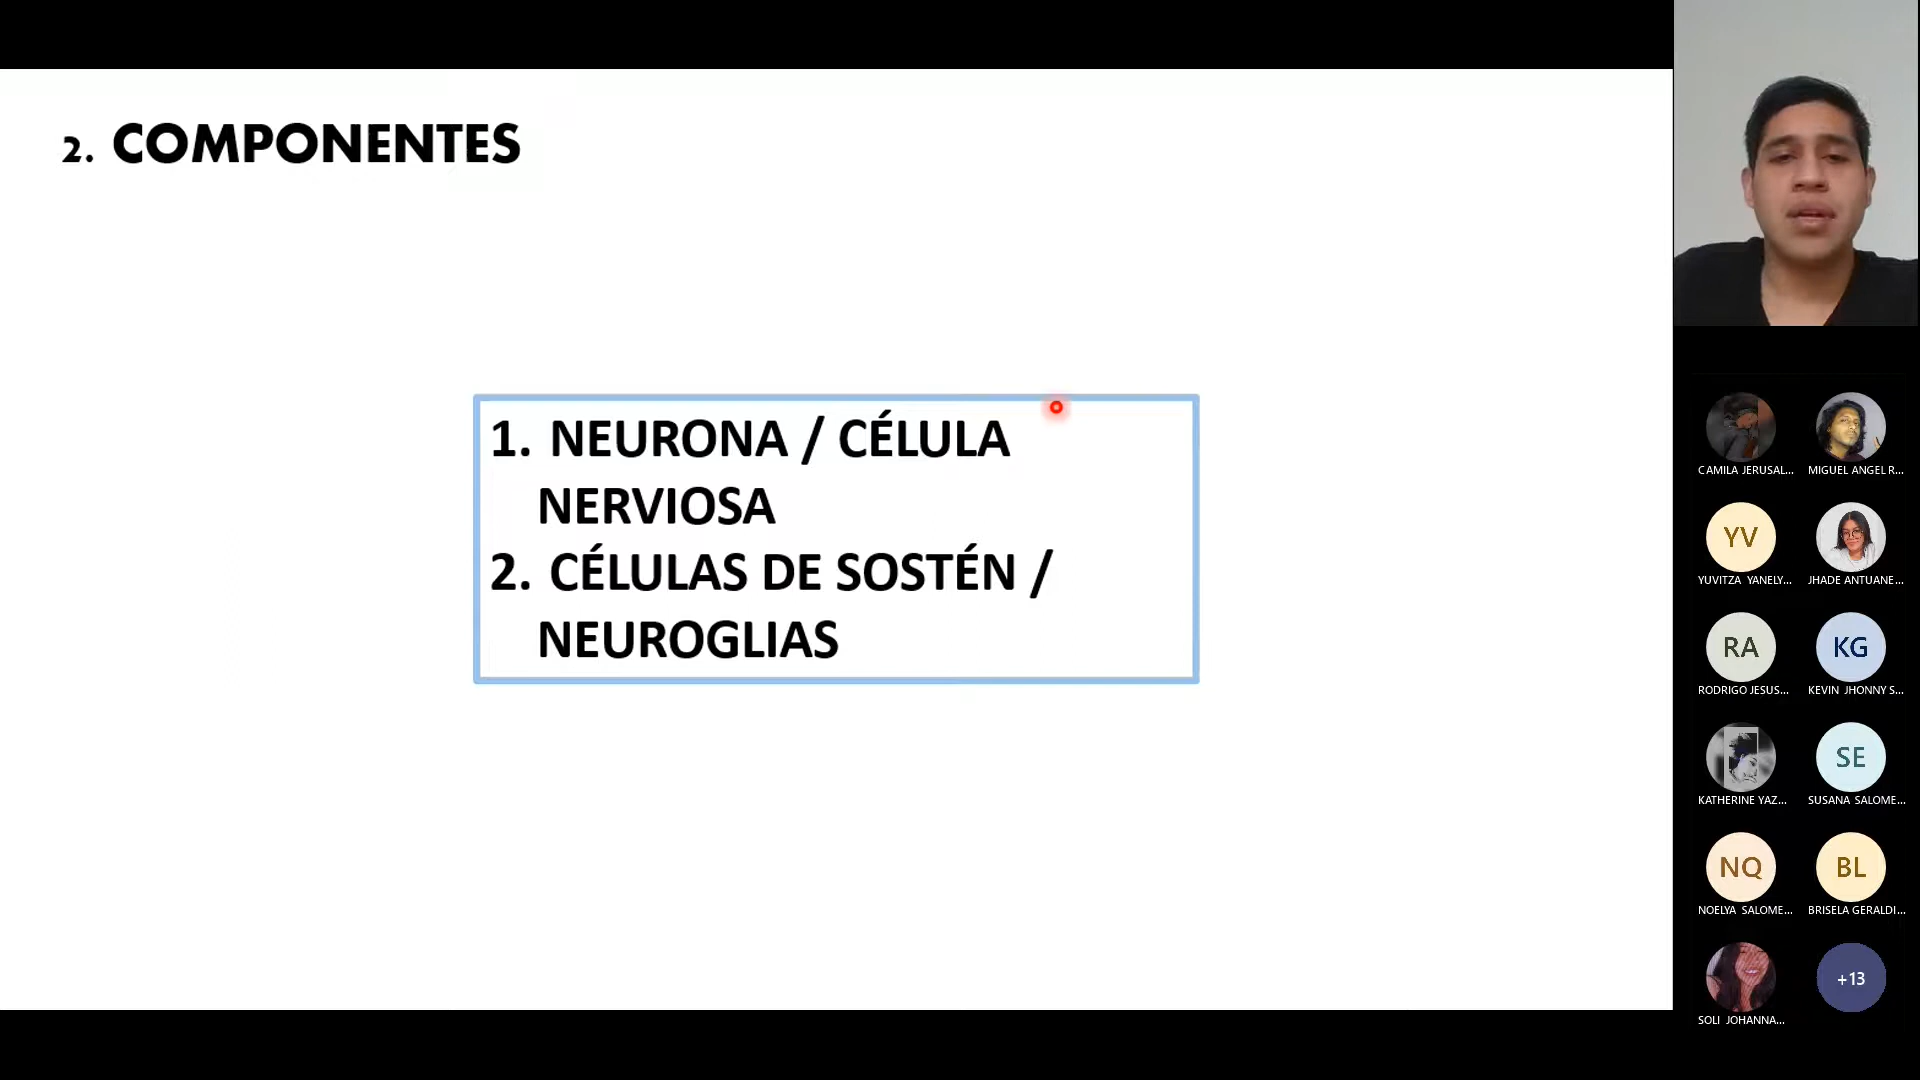 2. COMPONENTES
1. NEURONA / CÉLULA
NERVIOSA
2. CÉLULAS DE SOSTÉN /
NEUROGLIAS
CAMILA JERUSAL...
MIGUEL ANGEL R...
YV
YUVITZA YANELY...
JHADE ANTUANE...
RA
RODRIGO JESUS...
KG
KEVIN JHONNY S...
KATHERINE YAZ...
SE
SUSANA SALOME...
NQ
NOELYA SALOME...
BL
BRISELA GERALDI...
SOLI JOHANNA...
+13